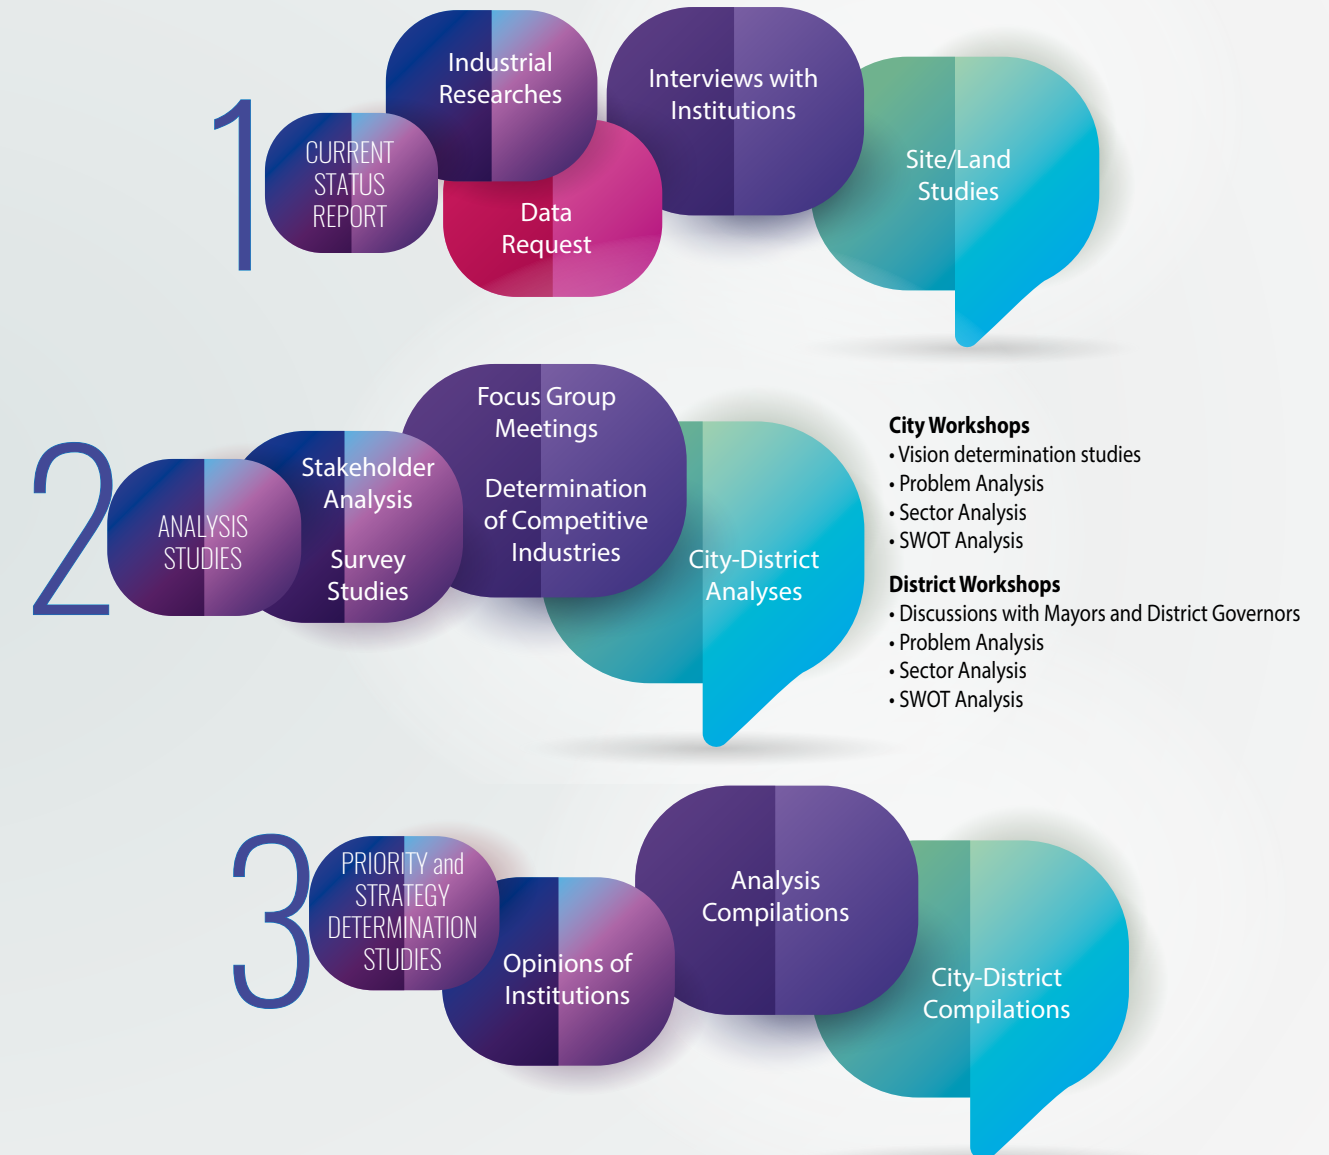 1
CURRENT
STATUS
REPORT
Industrial
Researches
Data
Request
Interviews with
Institutions
Site/Land
Studies
2
ANALYSIS
STUDIES
Stakeholder
Analysis
Survey
Studies
Focus Group
Meetings
Determination
of Competitive
Industries
City-District
Analyses
City Workshops
• Vision determination studies
• Problem Analysis
• Sector Analysis
• SWOT Analysis
District Workshops
• Discussions with Mayors and District Governors
• Problem Analysis
• Sector Analysis
• SWOT Analysis
3
PRIORITY and
STRATEGY
DETERMINATION
STUDIES
Opinions of
Institutions
Analysis
Compilations
City-District
Compilations